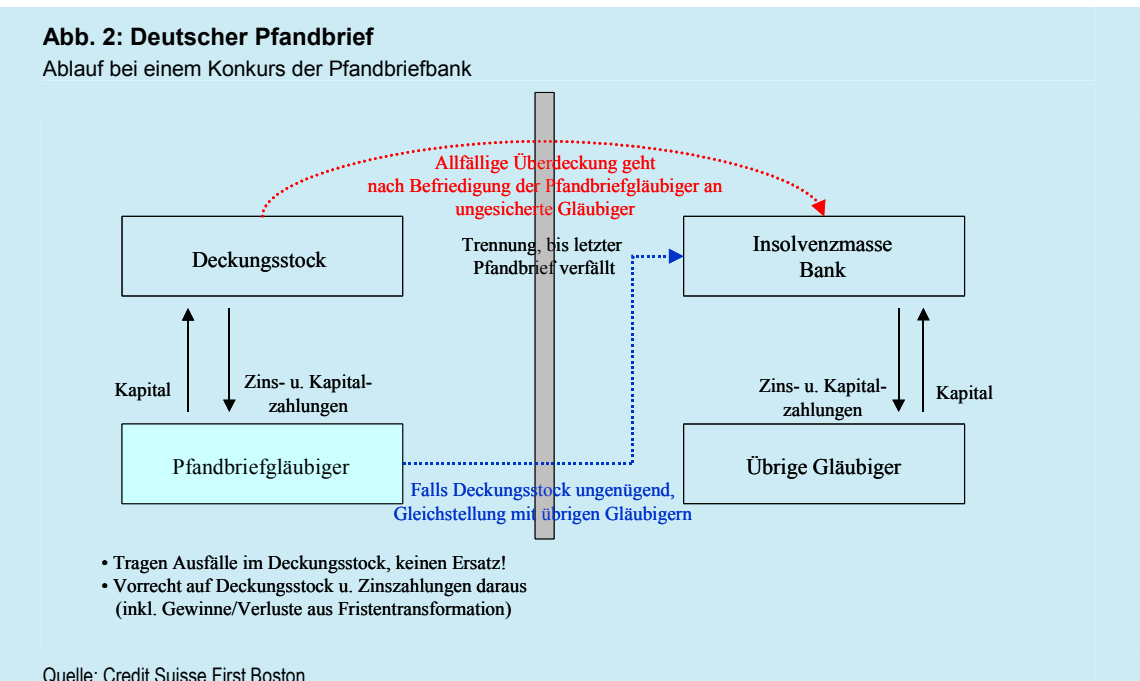 Abb. 2: Deutscher Pfandbrief
Ablauf bei einem Konkurs der Pfandbriefbank
Allfällige Überdeckung geht
nach Befriedigung der Pfandbriefgläubiger an
ungesicherte Gläubiger
Deckungsstock
Trennung, bis letzter
Pfandbrief verfällt
Insolvenzmasse
Bank
Kapital
Zins- u. Kapital-
zahlungen
Zins- u. Kapital-
zahlungen
Kapital
Pfandbriefgläubiger
Übrige Gläubiger
Falls Deckungsstock ungenügend,
Gleichstellung mit übrigen Gläubigern
• Tragen Ausfälle im Deckungsstock, keinen Ersatz!
• Vorrecht auf Deckungsstock u. Zinszahlungen daraus
(inkl. Gewinne/Verluste aus Fristentransformation)
Quelle: Credit Suisse First Boston